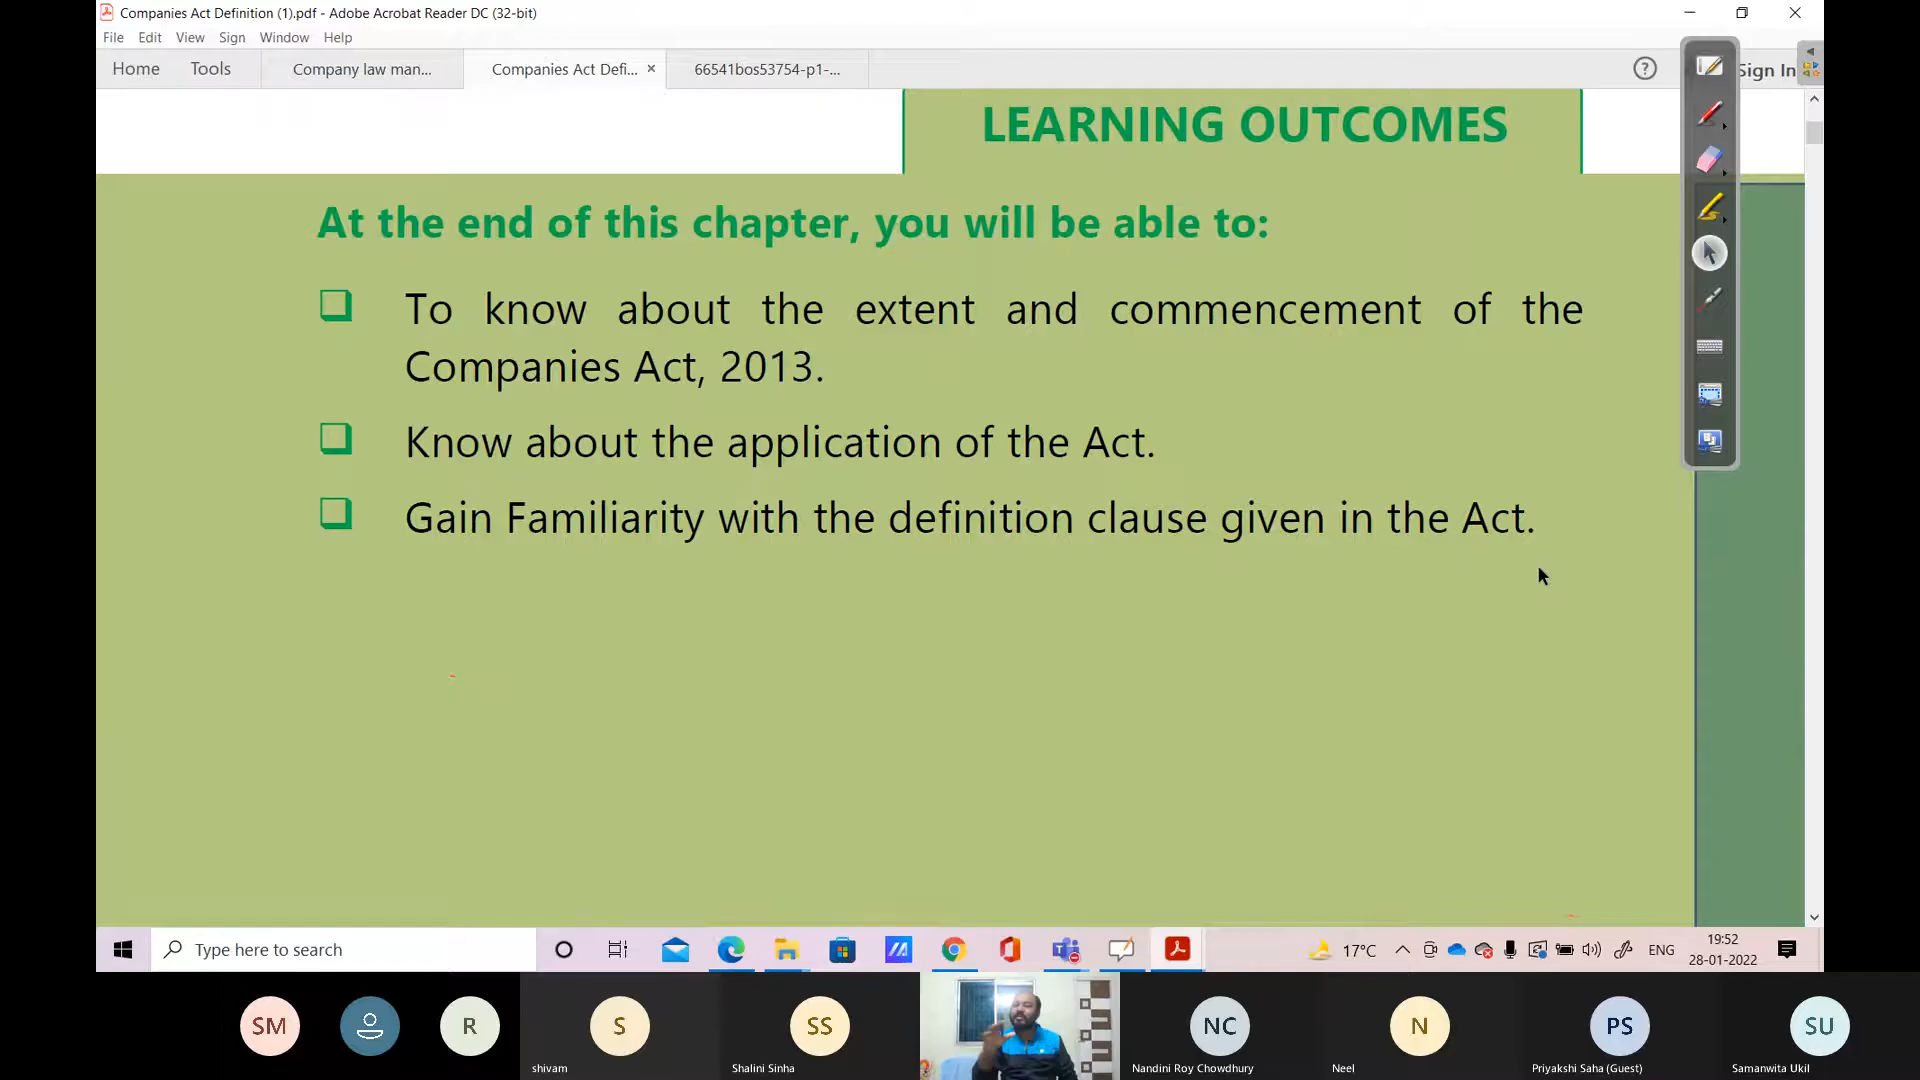 Companies Act Definition (1).pdf - Adobe Acrobat Reader DC (32-bit)
File Edit View Sign Window Help
Home Tools Company law man... Companies Act Defi... × 66541bos53754-p1-... ? Sign In
LEARNING OUTCOMES
At the end of this chapter, you will be able to:
To know about the extent and commencement of the
Companies Act, 2013.
Know about the application of the Act.
Gain Familiarity with the definition clause given in the Act.
Type here to search 17°C ENG 19:52
28-01-2022
SM R S SS NC N PS SU
shivam Shalini Sinha Nandini Roy Chowdhury Neel Priyakshi Saha (Guest) Samanwita Ukil